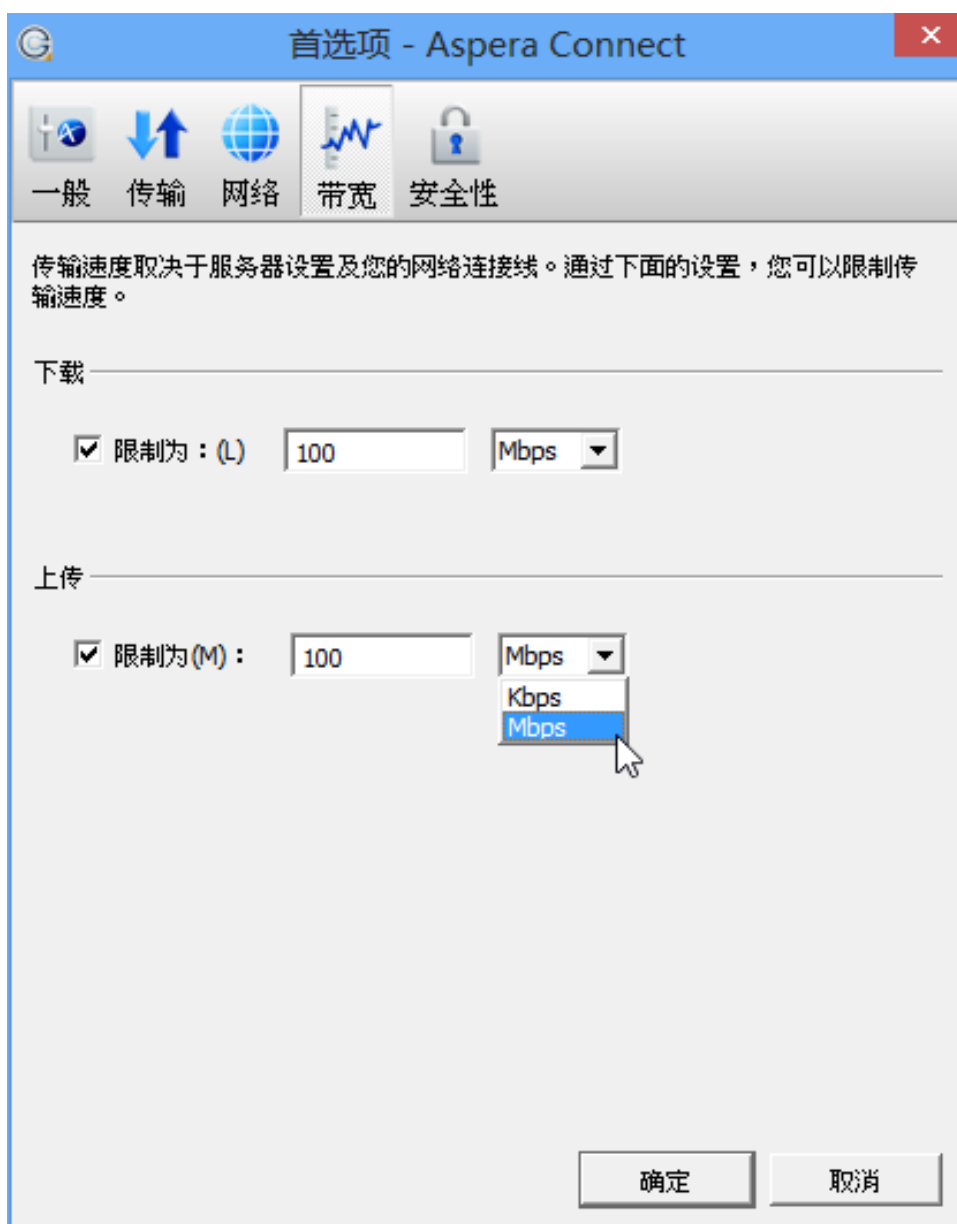 首选项 - Aspera Connect
一般 传输 网络 带宽 安全性
传输速度取决于服务器设置及您的网络连接线。通过下面的设置，您可以限制传
输速度。
下载
限制为：(L) 100 Mbps
上传
限制为(M)： 100 Mbps
Kbps
Mbps
确定 取消